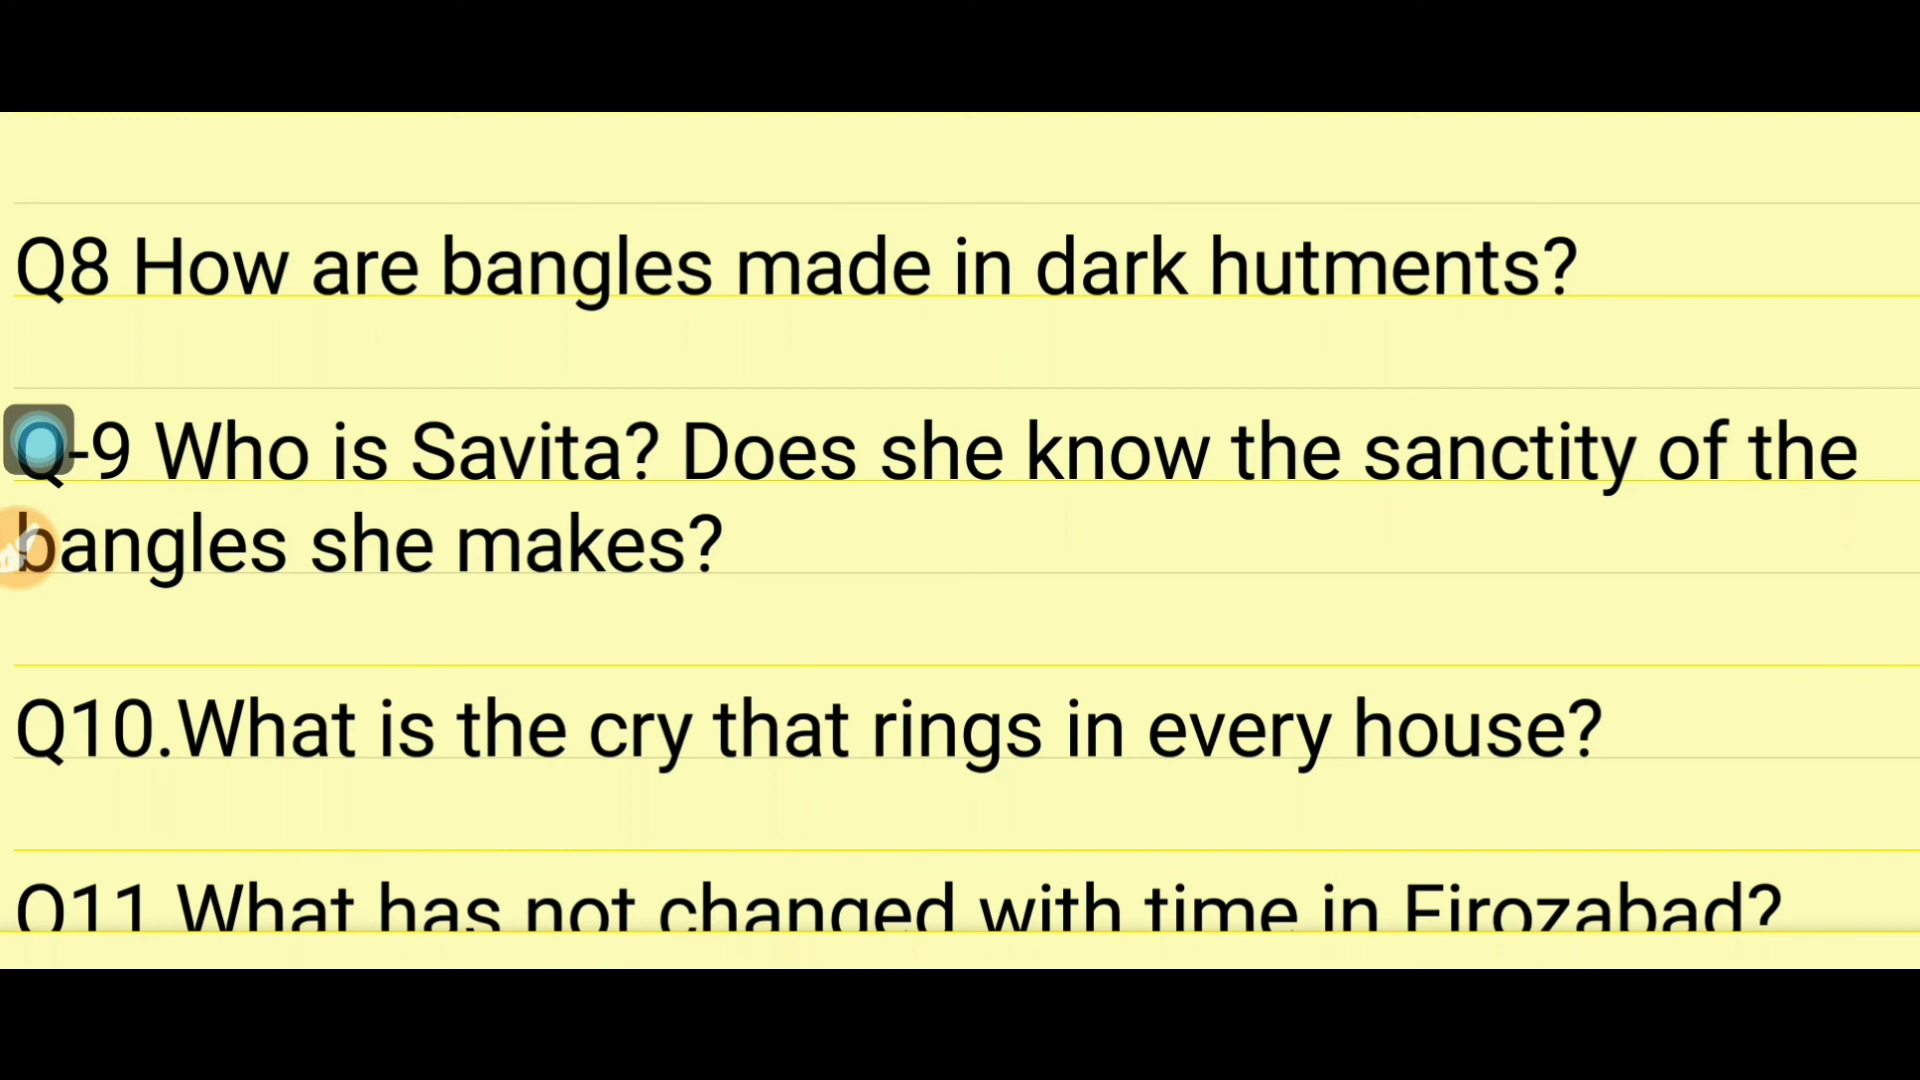 Q8 How are bangles made in dark hutments?
Q-9 Who is Savita? Does she know the sanctity of the
bangles she makes?
Q10.What is the cry that rings in every house?
Q11 What has not changed with time in Firozabad?